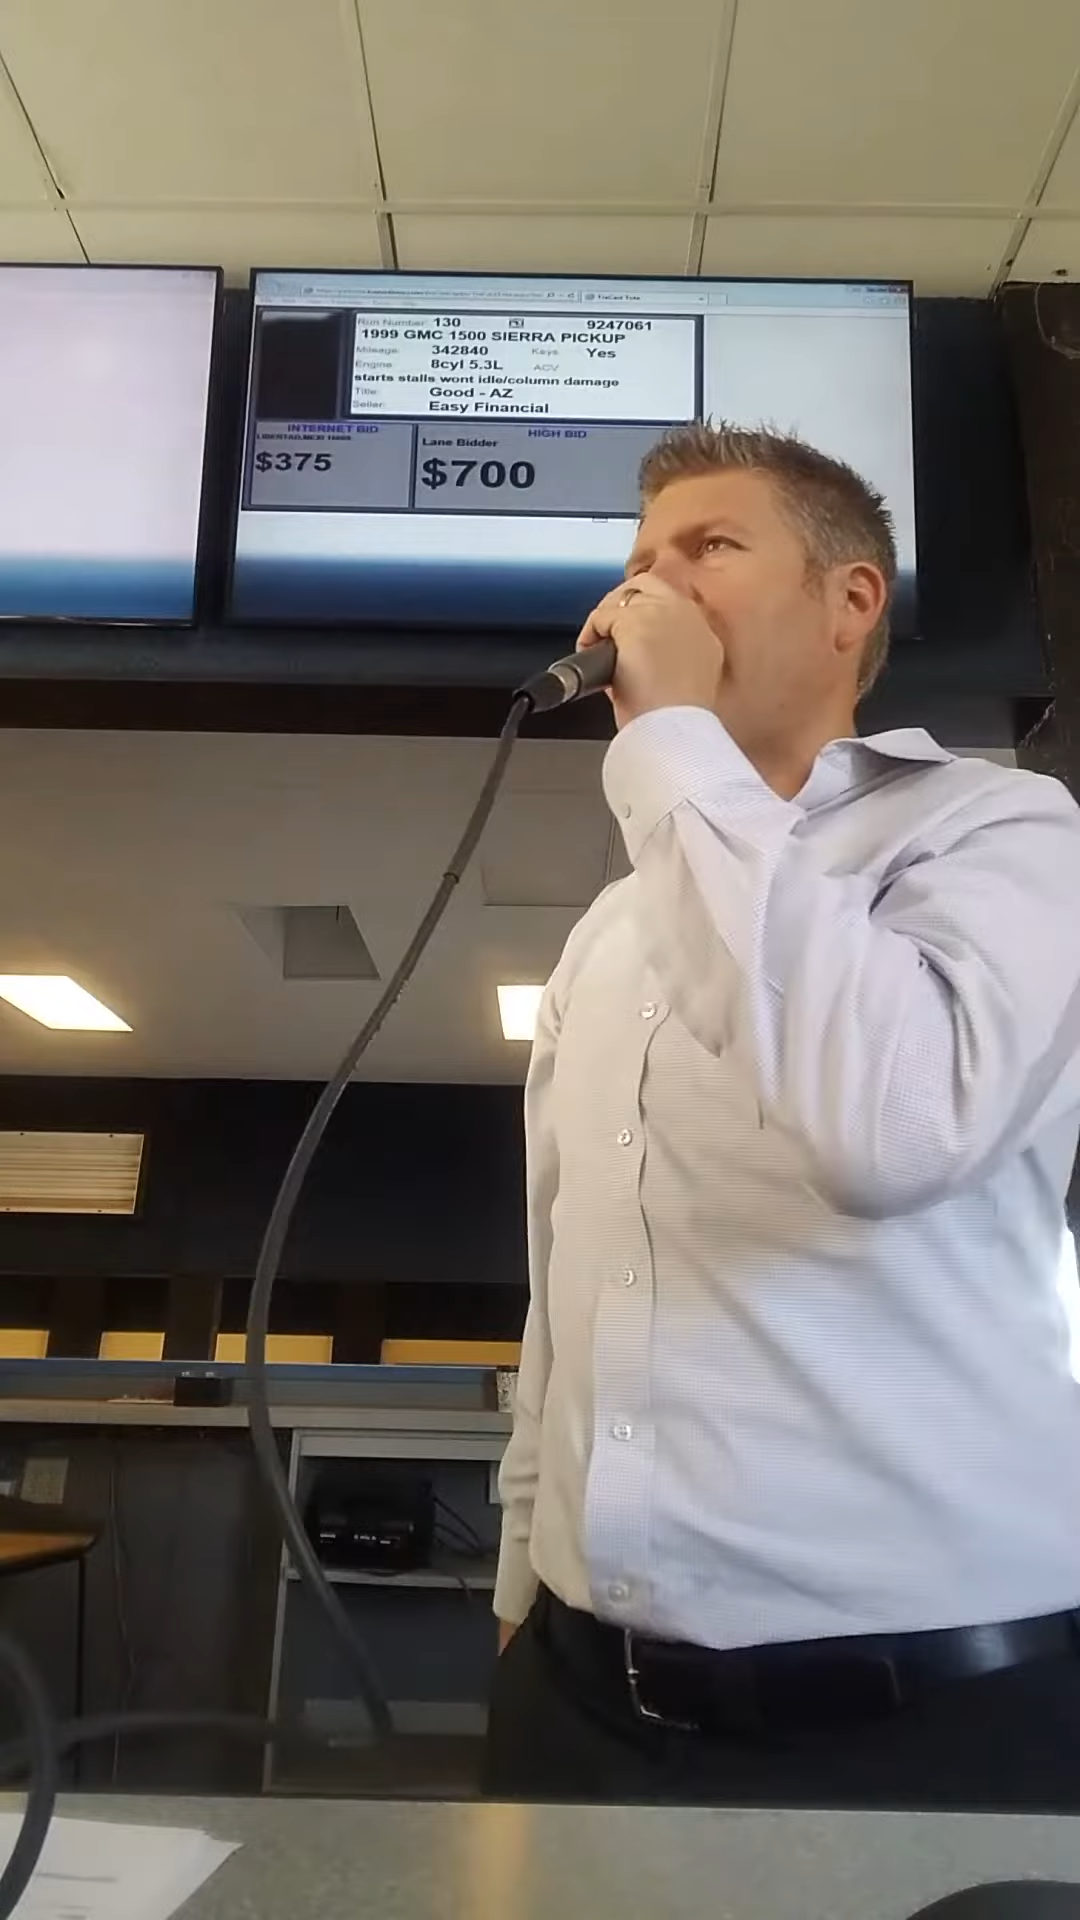 TheCast Tote
Run Number: 130 9247061
1999 GMC 1500 SIERRA PICKUP
Mileage: 342840 Keys: Yes
Engine: 8cyl 5.3L ACV
starts stalls wont idle/column damage
Title: Good - AZ
Seller: Easy Financial
INTERNET BID
$375
HIGH BID
Lane Bidder
$700